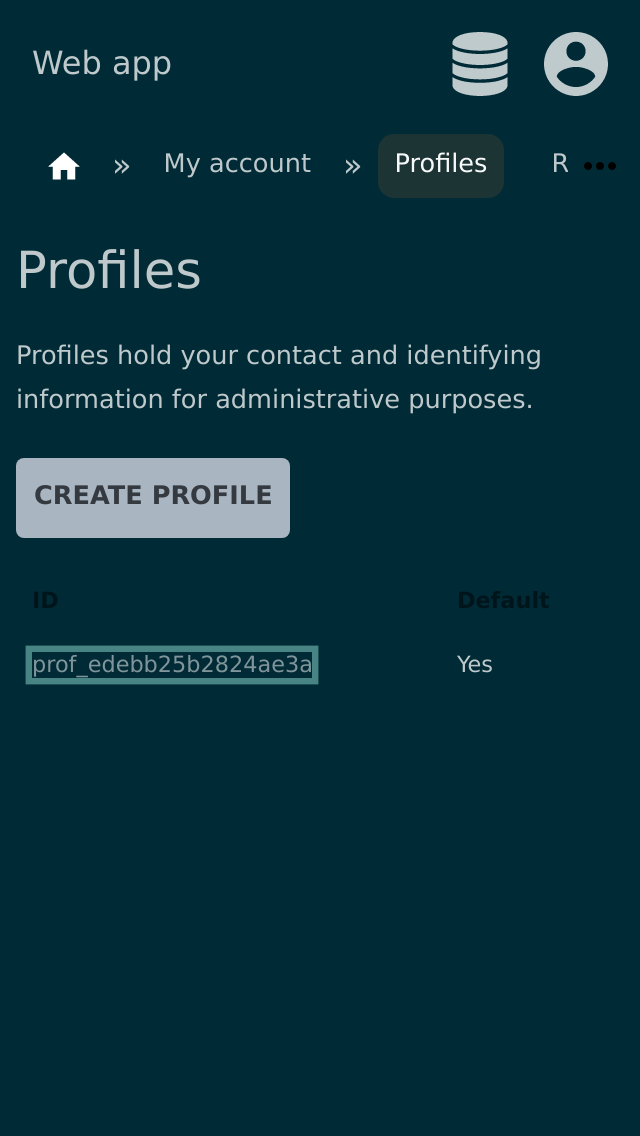 Web app
» My account » Profiles R •••
Profiles
Profiles hold your contact and identifying
information for administrative purposes.
CREATE PROFILE
ID Default
prof_edebb25b2824ae3a Yes